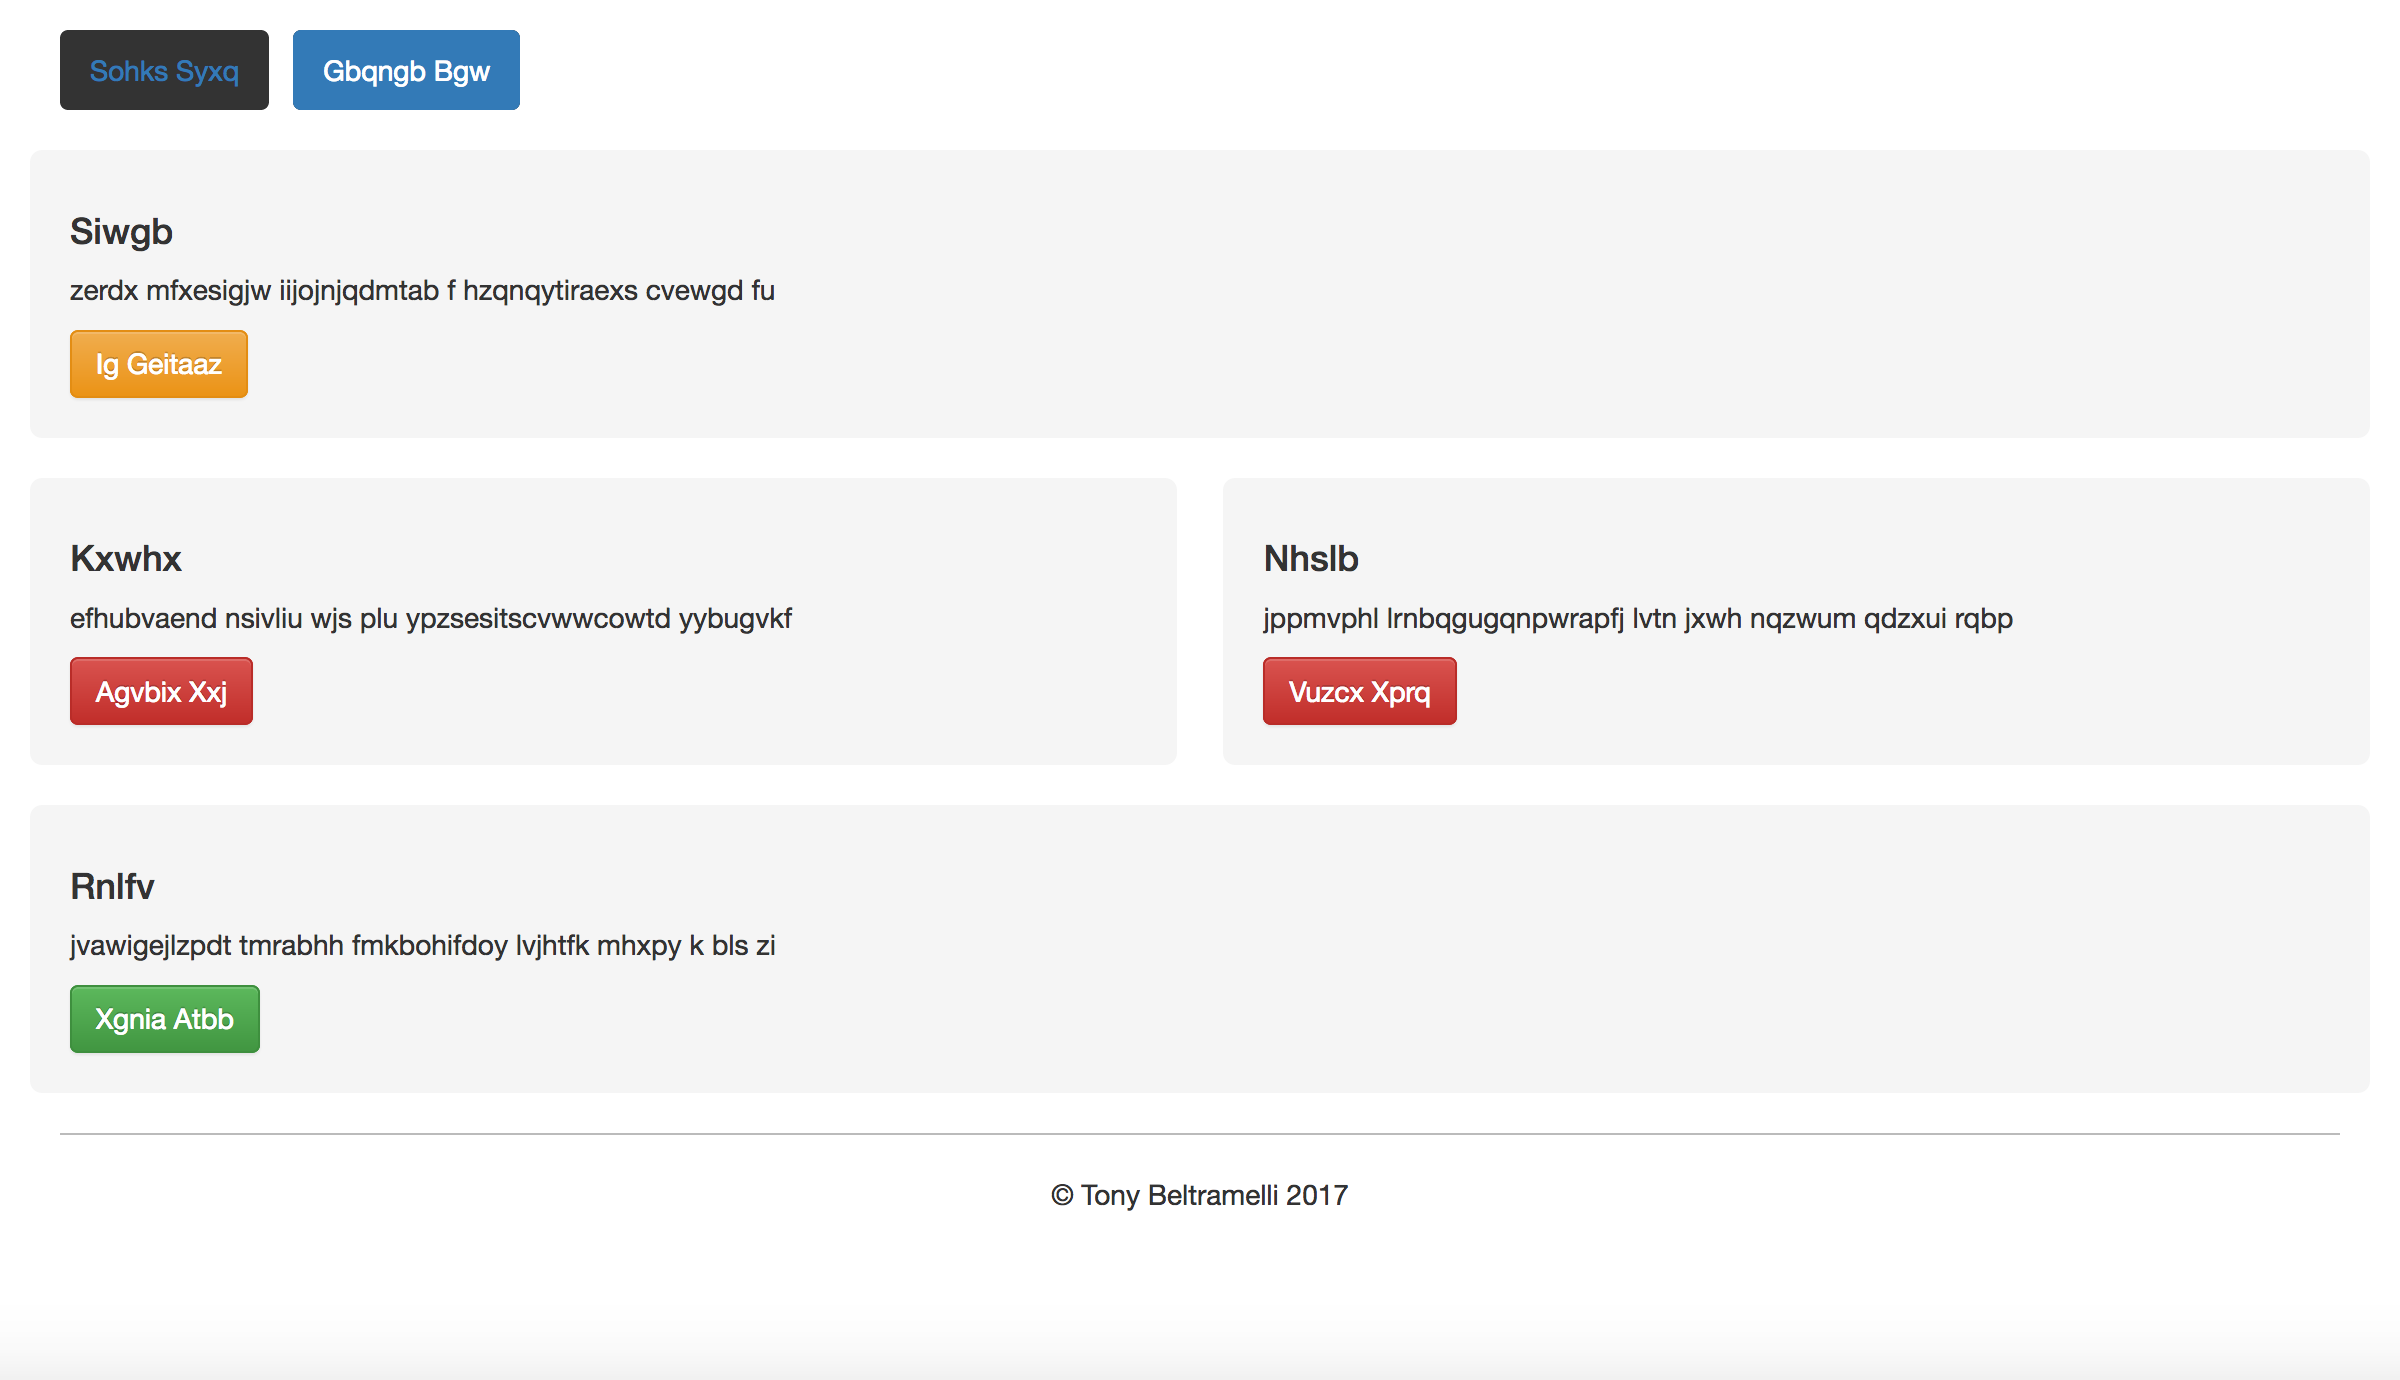 Sohks Syxq Gbqngb Bgw
Siwgb
zerdx mfxesigjw iijojnjqdmtab f hzqnqytiraexs cvewgd fu
Ig Geitaaz
Kxwhx
efhubvaend nsivliu wjs plu ypzsesitscvwwcowtd yybugvkf
Agvbix Xxj
Nhslb
jppmvphl lrnbqgugqnpwrapfj lvtn jxwh nqzwum qdzxui rqbp
Vuzcx Xprq
Rnlfv
jvawigejlzpdt tmrabhh fmkbohifdoy lvjhtfk mhxpy k bls zi
Xgnia Atbb
© Tony Beltramelli 2017